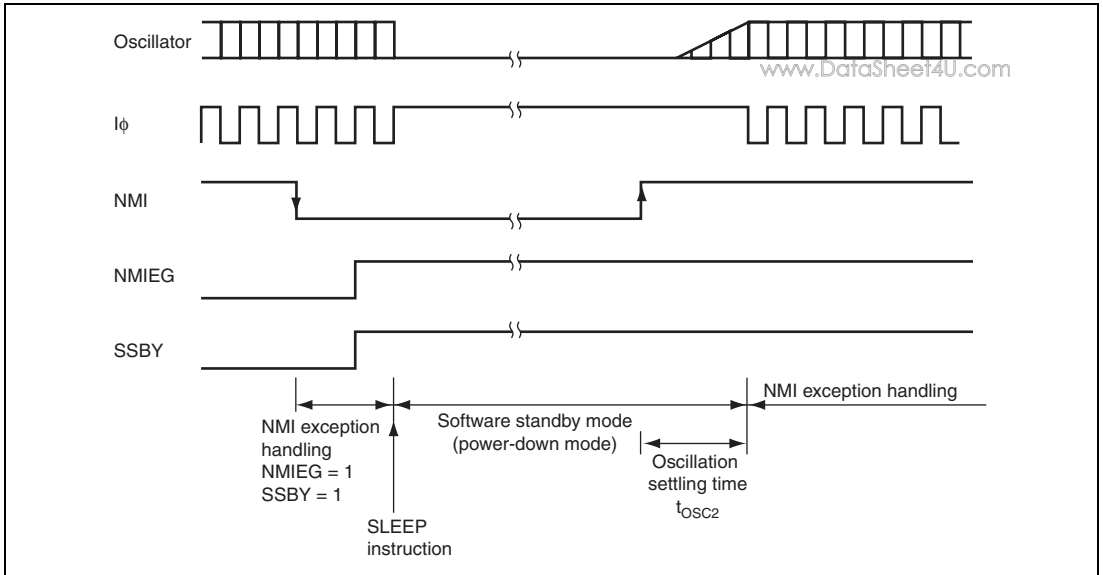 Oscillator
www.DataSheet4U.com
Iφ
NMI
NMIEG
SSBY
NMI exception
handling
NMIEG = 1
SSBY = 1
Software standby mode
(power-down mode)
NMI exception handling
Oscillation
settling time
tOSC2
SLEEP
instruction